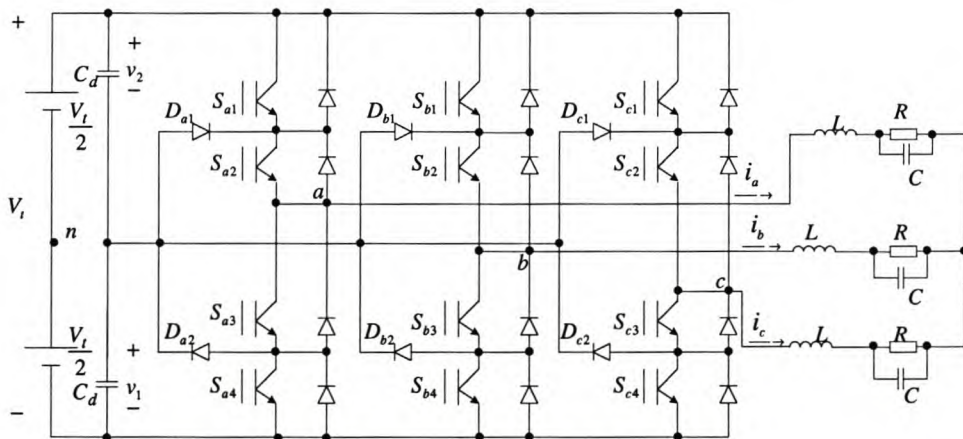 +
+
C_d v_2
−
V_t/2
V_t
n
V_t/2
+
C_d v_1
−
−
S_a1
D_a1
S_a2
a
S_a3
D_a2
S_a4
S_b1
D_b1
S_b2
b
S_b3
D_b2
S_b4
S_c1
D_c1
S_c2
c
S_c3
D_c2
S_c4
i_a
L
R
C
i_b
L
R
C
i_c
L
R
C